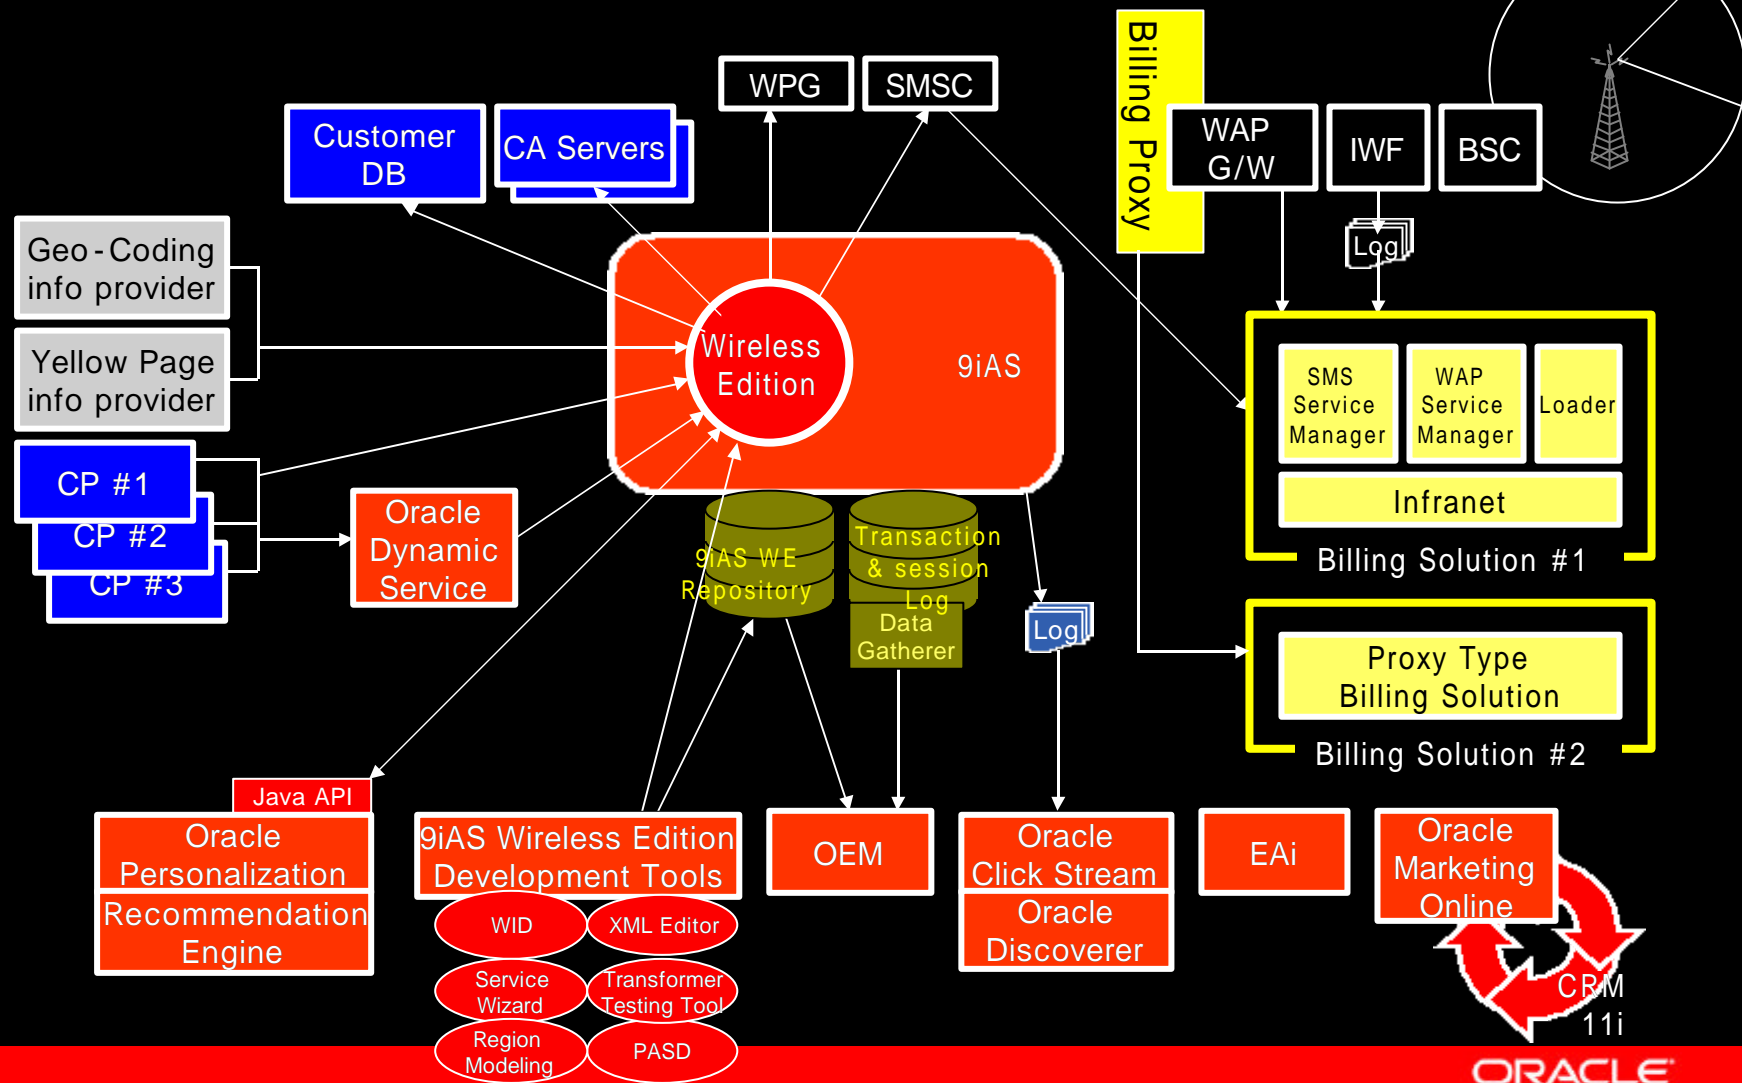 WPG
SMSC
Billing Proxy
Customer
DB
CA Servers
WAP
G/W
IWF
BSC
Log
Geo-Coding
info provider
Yellow Page
info provider
Wireless
Edition
9iAS
SMS
Service
Manager
WAP
Service
Manager
Loader
Infranet
Billing Solution #1
CP #1
CP #2
CP #3
Oracle
Dynamic
Service
9iAS WE
Repository
Transaction
& session
Log
Data
Gatherer
Log
Proxy Type
Billing Solution
Billing Solution #2
Java API
Oracle
Personalization
Recommendation
Engine
9iAS Wireless Edition
Development Tools
WID
XML Editor
Service
Wizard
Transformer
Testing Tool
Region
Modeling
PASD
OEM
Oracle
Click Stream
Oracle
Discoverer
EAi
Oracle
Marketing
Online
CRM
11i
ORACLE